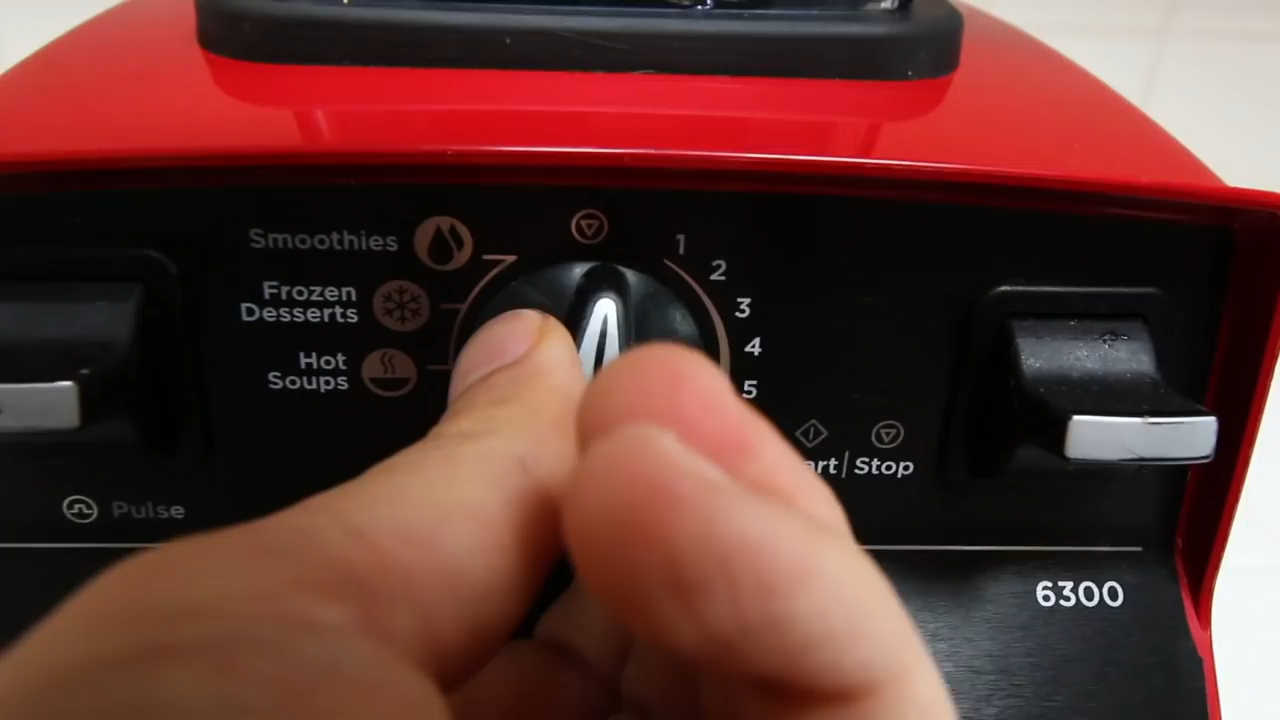 Smoothies
Frozen
Desserts
Hot
Soups
1
2
3
4
5
Stop
Pulse
6300